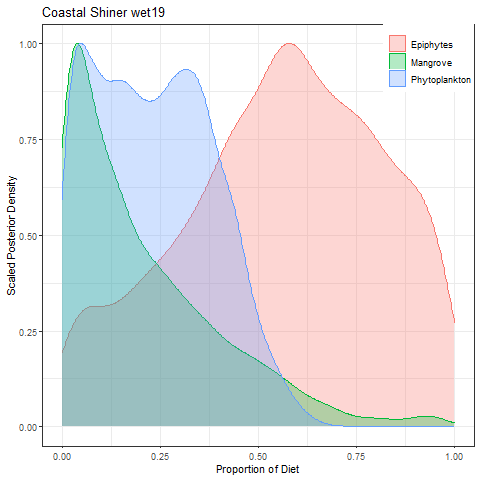 Coastal Shiner wet19
Epiphytes
Mangrove
Phytoplankton
Scaled Posterior Density
1.00
0.75
0.50
0.25
0.00
0.00 0.25 0.50 0.75 1.00
Proportion of Diet